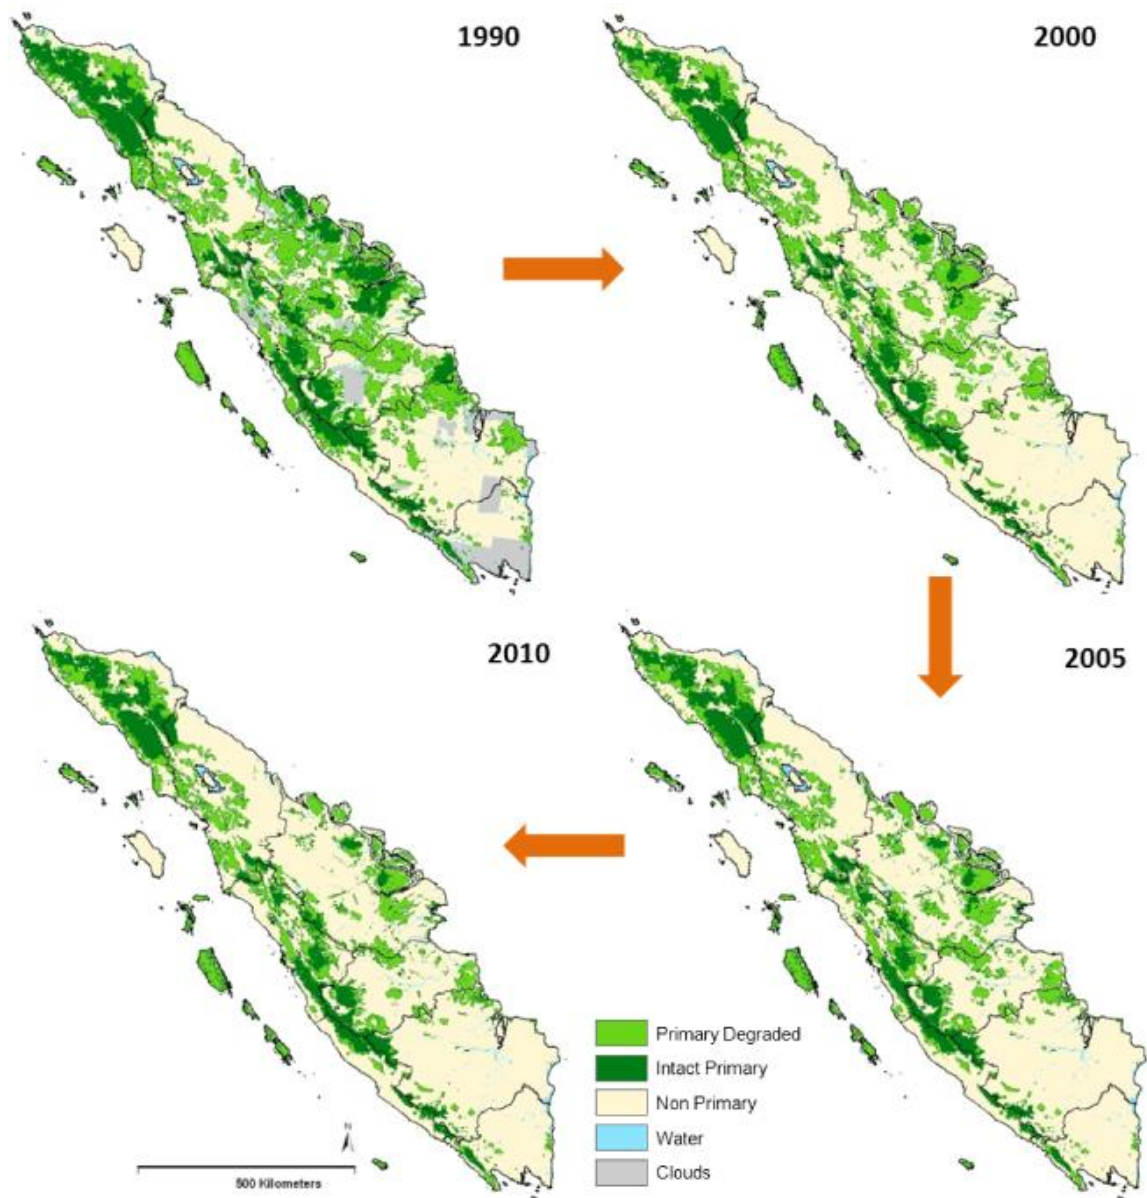 1990
2000
2010
2005
Primary Degraded
Intact Primary
Non Primary
Water
Clouds
N
500 Kilometers